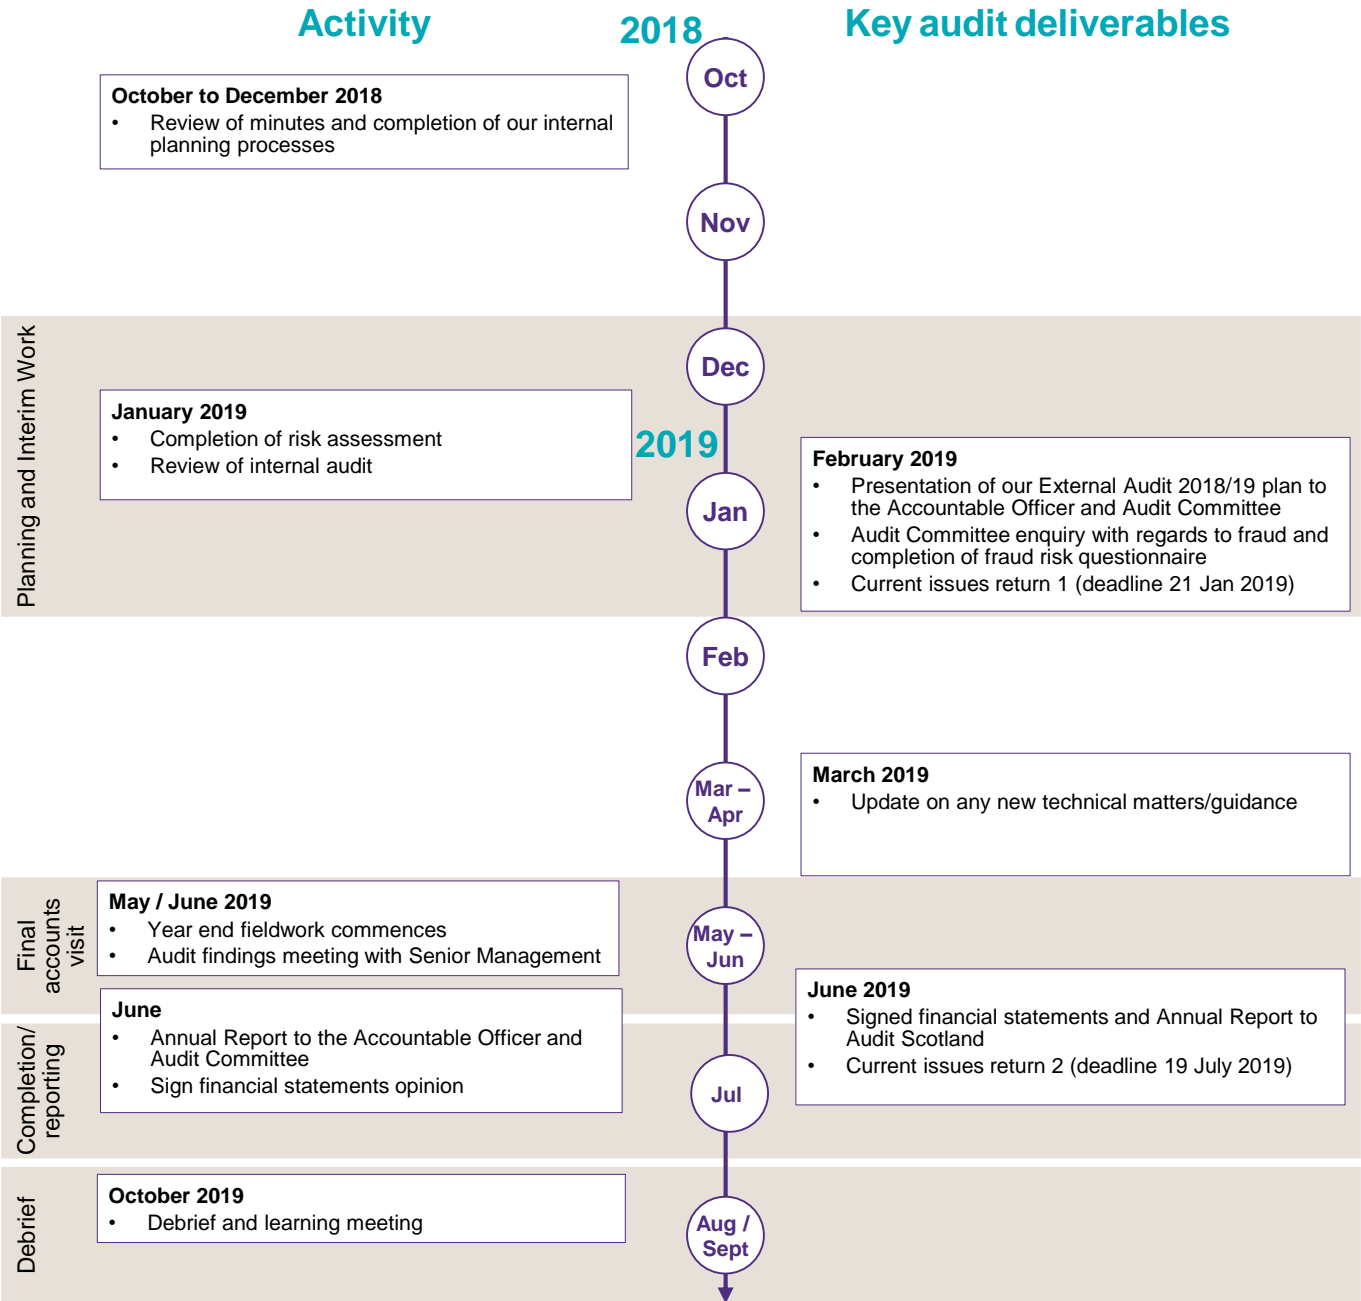 Activity
2018
Key audit deliverables
Oct
October to December 2018
• Review of minutes and completion of our internal
planning processes
Nov
Planning and Interim Work
Dec
January 2019
• Completion of risk assessment
• Review of internal audit
2019
Jan
February 2019
• Presentation of our External Audit 2018/19 plan to
the Accountable Officer and Audit Committee
• Audit Committee enquiry with regards to fraud and
completion of fraud risk questionnaire
• Current issues return 1 (deadline 21 Jan 2019)
Feb
Mar –
Apr
March 2019
• Update on any new technical matters/guidance
Final
accounts
visit
May / June 2019
• Year end fieldwork commences
• Audit findings meeting with Senior Management
May –
Jun
Completion/
reporting
June
• Annual Report to the Accountable Officer and
Audit Committee
• Sign financial statements opinion
June 2019
• Signed financial statements and Annual Report to
Audit Scotland
• Current issues return 2 (deadline 19 July 2019)
Jul
Debrief
October 2019
• Debrief and learning meeting
Aug /
Sept